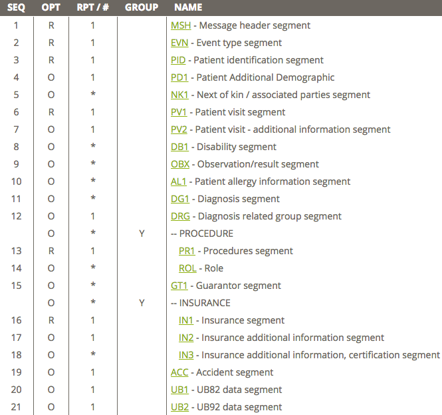 SEQ OPT RPT / # GROUP NAME
1 R 1 MSH - Message header segment
2 R 1 EVN - Event type segment
3 R 1 PID - Patient identification segment
4 O 1 PD1 - Patient Additional Demographic
5 O * NK1 - Next of kin / associated parties segment
6 R 1 PV1 - Patient visit segment
7 O 1 PV2 - Patient visit - additional information segment
8 O * DB1 - Disability segment
9 O * OBX - Observation/result segment
10 O * AL1 - Patient allergy information segment
11 O * DG1 - Diagnosis segment
12 O 1 DRG - Diagnosis related group segment
O * Y -- PROCEDURE
13 R 1 PR1 - Procedures segment
14 O * ROL - Role
15 O * GT1 - Guarantor segment
O * Y -- INSURANCE
16 R 1 IN1 - Insurance segment
17 O 1 IN2 - Insurance additional information segment
18 O * IN3 - Insurance additional information, certification segment
19 O 1 ACC - Accident segment
20 O 1 UB1 - UB82 data segment
21 O 1 UB2 - UB92 data segment